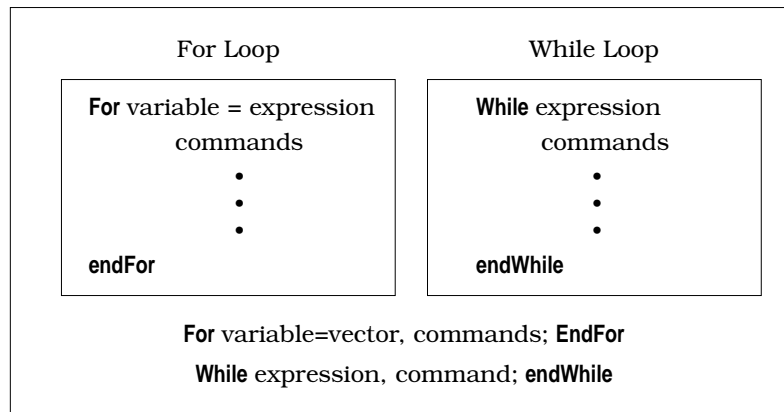 For Loop
For variable = expression
commands
•
•
•
endFor
While Loop
While expression
commands
•
•
•
endWhile
For variable=vector, commands; EndFor
While expression, command; endWhile